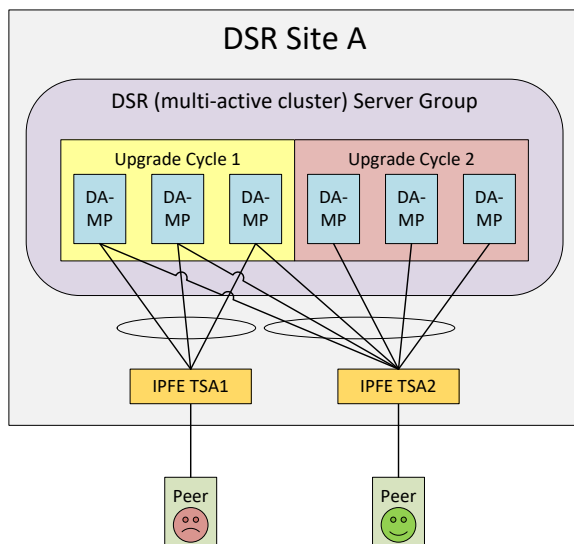 DSR Site A
DSR (multi-active cluster) Server Group
Upgrade Cycle 1
Upgrade Cycle 2
DA-
MP
DA-
MP
DA-
MP
DA-
MP
DA-
MP
DA-
MP
IPFE TSA1
IPFE TSA2
Peer
Peer